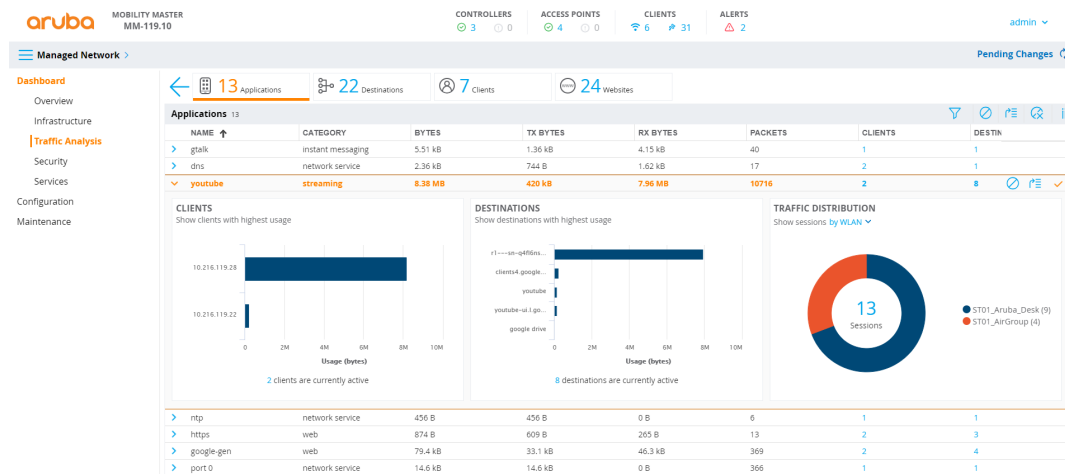 aruba MOBILITY MASTER MM-119.10
CONTROLLERS 3 0
ACCESS POINTS 4 0
CLIENTS 6 31
ALERTS 2
admin
Managed Network >
Pending Changes
Dashboard
Overview
Infrastructure
Traffic Analysis
Security
Services
Configuration
Maintenance
13 Applications 22 Destinations 7 Clients 24 Websites
Applications 13
NAME CATEGORY BYTES TX BYTES RX BYTES PACKETS CLIENTS DESTIN
gtalk instant messaging 5.51 kB 1.36 kB 4.15 kB 40 1 1
dns network service 2.36 kB 744 B 1.62 kB 17 2 1
youtube streaming 8.38 MB 420 kB 7.96 MB 10716 2 8
CLIENTS
Show clients with highest usage
10.216.119.28
10.216.119.22
0 2M 4M 6M 8M 10M
Usage (bytes)
2 clients are currently active
DESTINATIONS
Show destinations with highest usage
r1---sn-q4fl6ns...
clients4.google...
youtube
youtube-ui.l.go...
google drive
0 2M 4M 6M 8M 10M
Usage (bytes)
8 destinations are currently active
TRAFFIC DISTRIBUTION
Show sessions by WLAN
13
Sessions
ST01_Aruba_Desk (9)
ST01_AirGroup (4)
ntp network service 456 B 456 B 0 B 6 1 1
https web 874 B 609 B 265 B 13 2 3
google-gen web 79.4 kB 33.1 kB 46.3 kB 369 2 4
port 0 network service 14.6 kB 14.6 kB 0 B 366 1 1